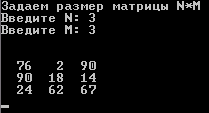 Задаем размер матрицы N*M
Введите N: 3
Введите M: 3
76 2 90
90 18 14
24 62 67